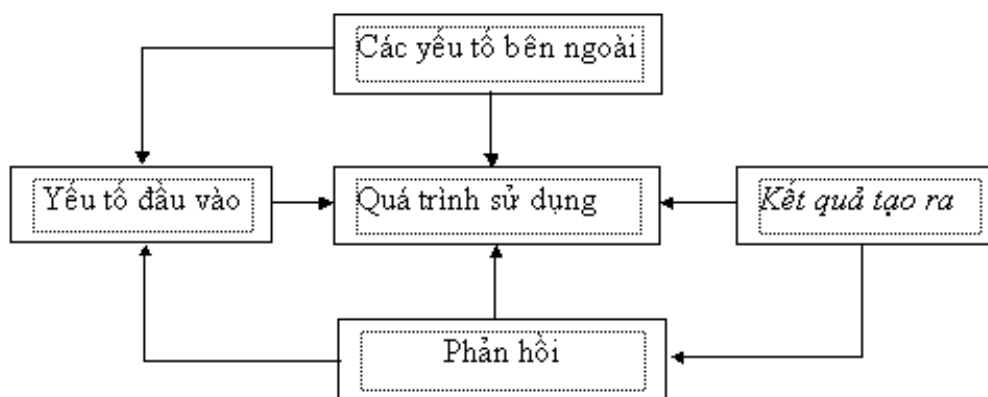 Các yếu tố bên ngoài
Yếu tố đầu vào
Quá trình sử dụng
Kết quả tạo ra
Phản hồi